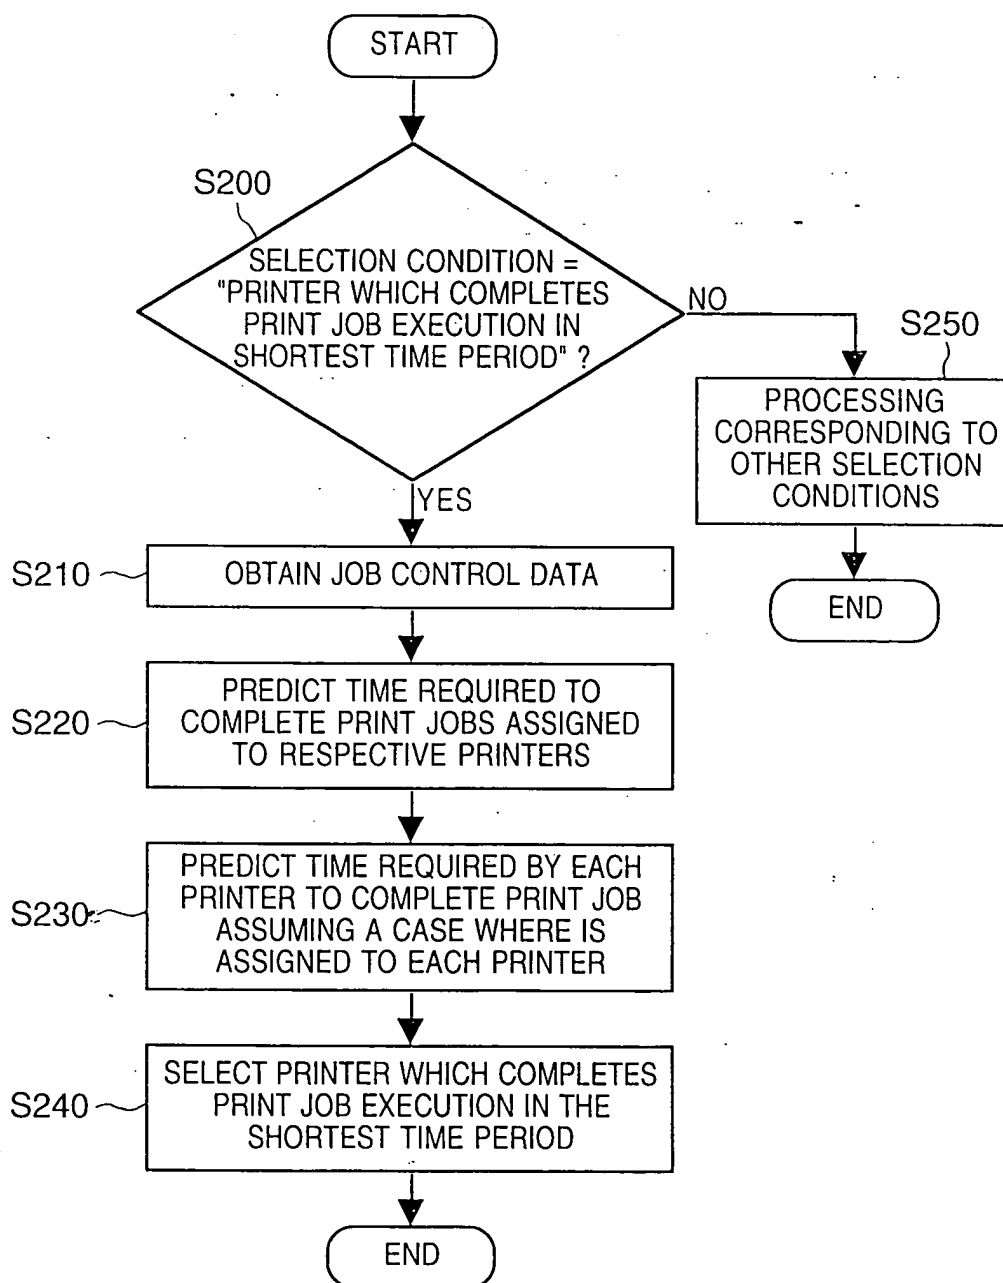 START
S200
SELECTION CONDITION =
"PRINTER WHICH COMPLETES
PRINT JOB EXECUTION IN
SHORTEST TIME PERIOD" ?
NO
S250
PROCESSING
CORRESPONDING TO
OTHER SELECTION
CONDITIONS
END
YES
S210
OBTAIN JOB CONTROL DATA
S220
PREDICT TIME REQUIRED TO
COMPLETE PRINT JOBS ASSIGNED
TO RESPECTIVE PRINTERS
S230
PREDICT TIME REQUIRED BY EACH
PRINTER TO COMPLETE PRINT JOB
ASSUMING A CASE WHERE IS
ASSIGNED TO EACH PRINTER
S240
SELECT PRINTER WHICH COMPLETES
PRINT JOB EXECUTION IN THE
SHORTEST TIME PERIOD
END